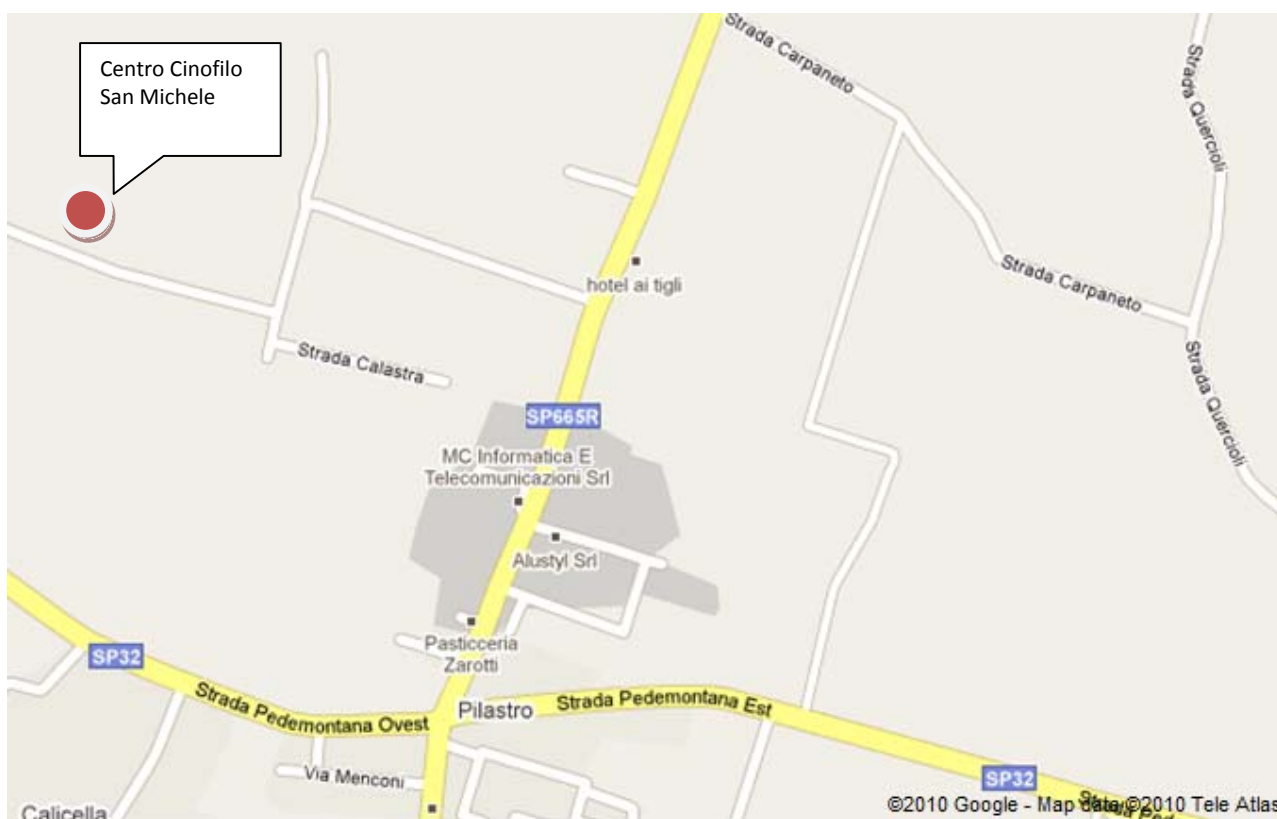 Centro Cinofilo
San Michele
Strada Carpaneto
Strada Quercioli
hotel ai tigli
Strada Carpaneto
Strada Calastra
Strada Quercioli
SP665R
MC Informatica E
Telecomunicazioni Srl
Alustyl Srl
Pasticceria
Zarotti
SP32
Strada Pedemontana Ovest
Pilastro
Strada Pedemontana Est
Via Menconi
SP32
Calicella
©2010 Google - Map data ©2010 Tele Atlas